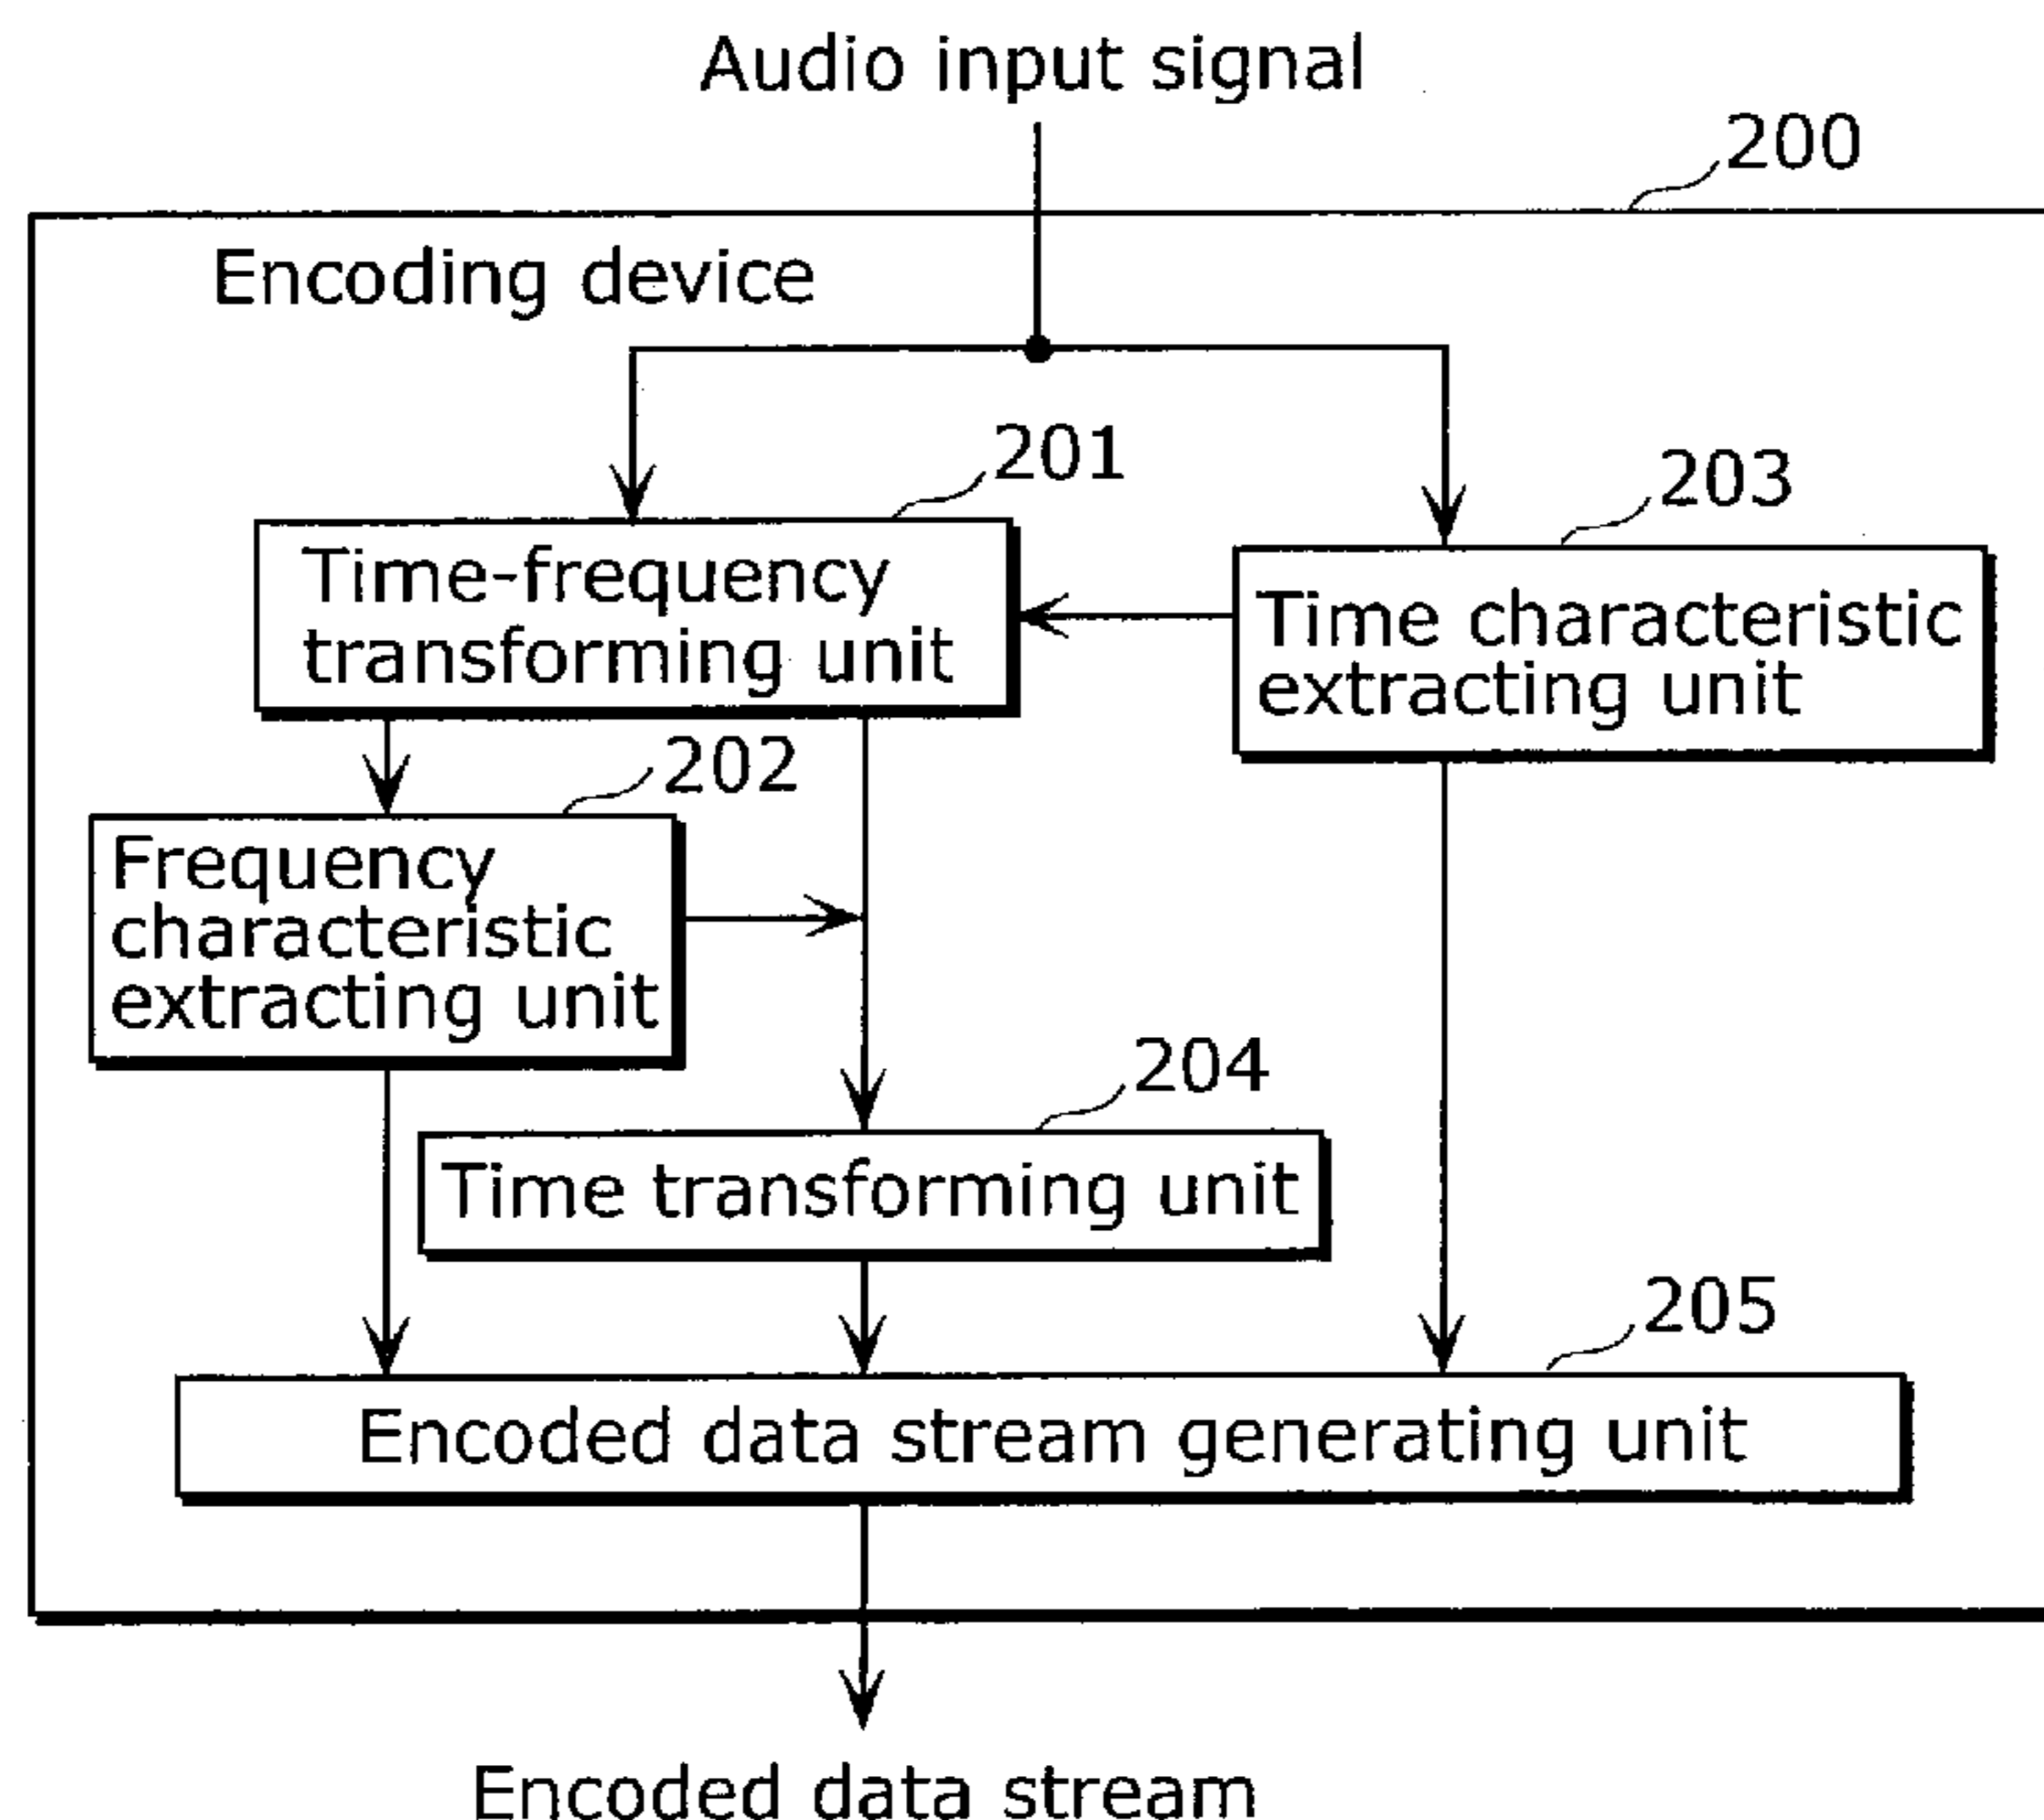 Audio input signal
200
Encoding device
201
203
Time-frequency
transforming unit
Time characteristic
extracting unit
202
Frequency
characteristic
extracting unit
204
Time transforming unit
205
Encoded data stream generating unit
Encoded data stream